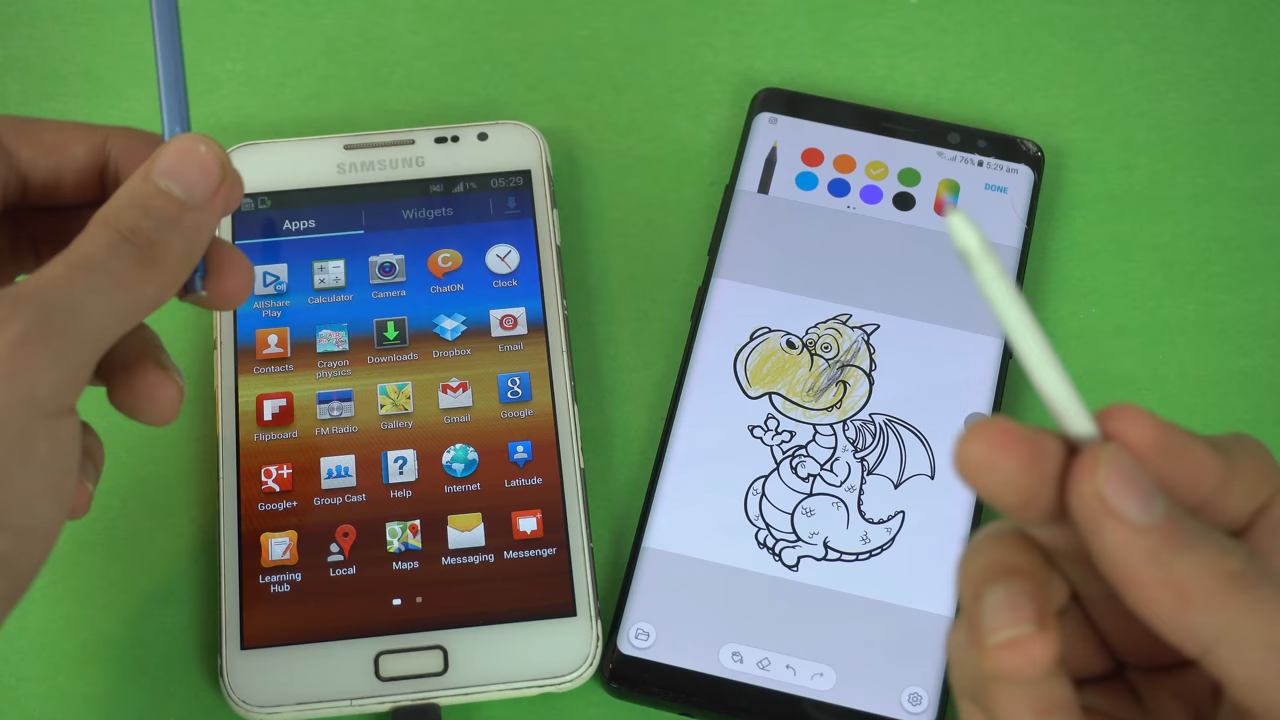 SAMSUNG
1% 05:29
Apps Widgets
AllShare
Play
Calculator
Camera
ChatON
Clock
Contacts
Crayon
physics
Downloads
Dropbox
Email
Flipboard
FM Radio
Gallery
Gmail
Google
Google+
Group Cast
Help
Internet
Latitude
Learning
Hub
Local
Maps
Messaging
Messenger
76% 5:29 am
DONE